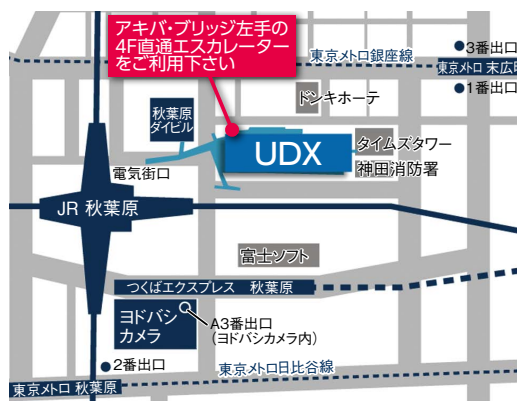 アキバ・ブリッジ左手の
4F直通エスカレーター
をご利用下さい
東京メトロ銀座線
3番出口
東京メトロ 末広町
1番出口
ドンキホーテ
秋葉原
ダイビル
UDX
タイムズタワー
神田消防署
電気街口
JR 秋葉原
富士ソフト
つくばエクスプレス 秋葉原
ヨドバシ
カメラ
A3番出口
(ヨドバシカメラ内)
2番出口
東京メトロ日比谷線
東京メトロ 秋葉原